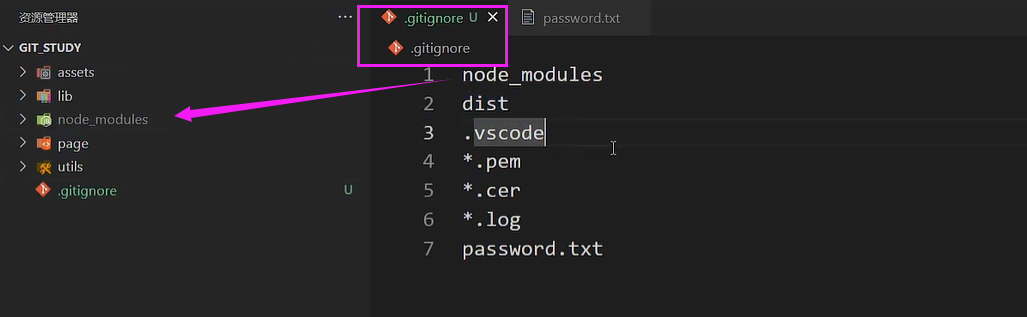 资源管理器 ···
GIT_STUDY
assets
lib
node_modules
page
utils
.gitignore U
.gitignore U
password.txt
.gitignore
1 node_modules
2 dist
3 .vscode
4 *.pem
5 *.cer
6 *.log
7 password.txt